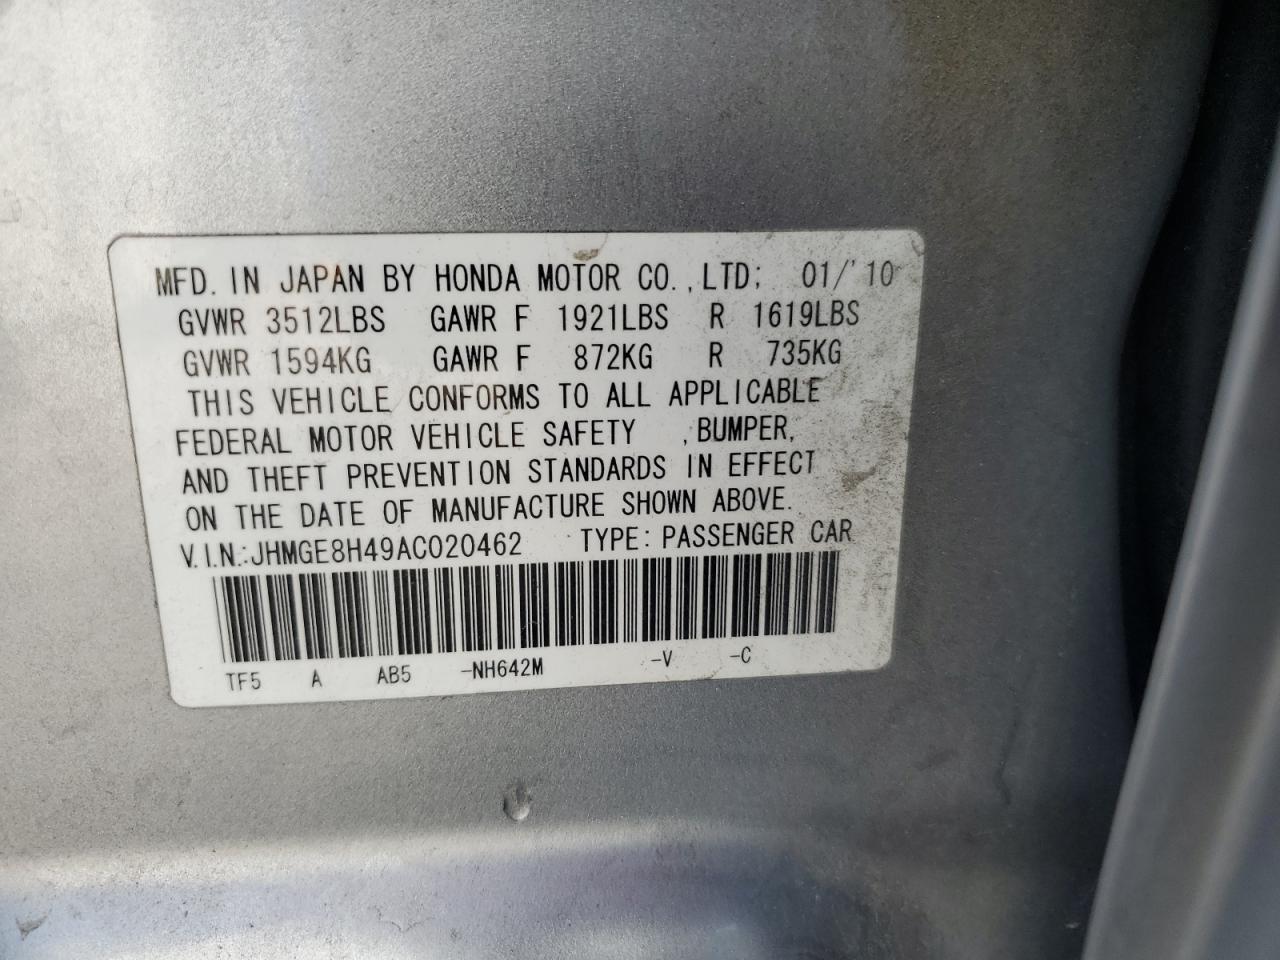 MFD. IN JAPAN BY HONDA MOTOR CO.,LTD; 01/'10
GVWR 3512LBS GAWR F 1921LBS R 1619LBS
GVWR 1594KG GAWR F 872KG R 735KG
THIS VEHICLE CONFORMS TO ALL APPLICABLE
FEDERAL MOTOR VEHICLE SAFETY ,BUMPER,
AND THEFT PREVENTION STANDARDS IN EFFECT
ON THE DATE OF MANUFACTURE SHOWN ABOVE.
V.I.N.:JHMGE8H49AC020462 TYPE: PASSENGER CAR
TF5 A AB5 -NH642M -V -C